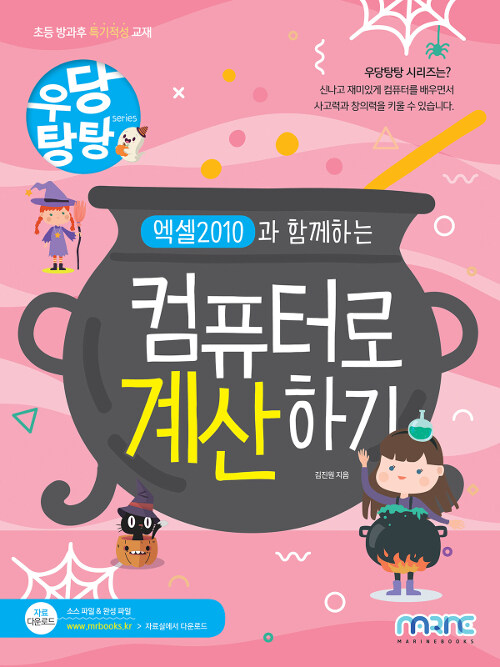 초등 방과후 특기적성 교재
우당탕탕
series
우당탕탕 시리즈는?
신나고 재미있게 컴퓨터를 배우면서
사고력과 창의력을 키울 수 있습니다.
엑셀2010 과 함께하는
컴퓨터로
계산하기
김진원 지음
자료
다운로드
소스 파일 & 완성 파일
www.mrbooks.kr > 자료실에서 다운로드
MARINE
MARINEBOOKS